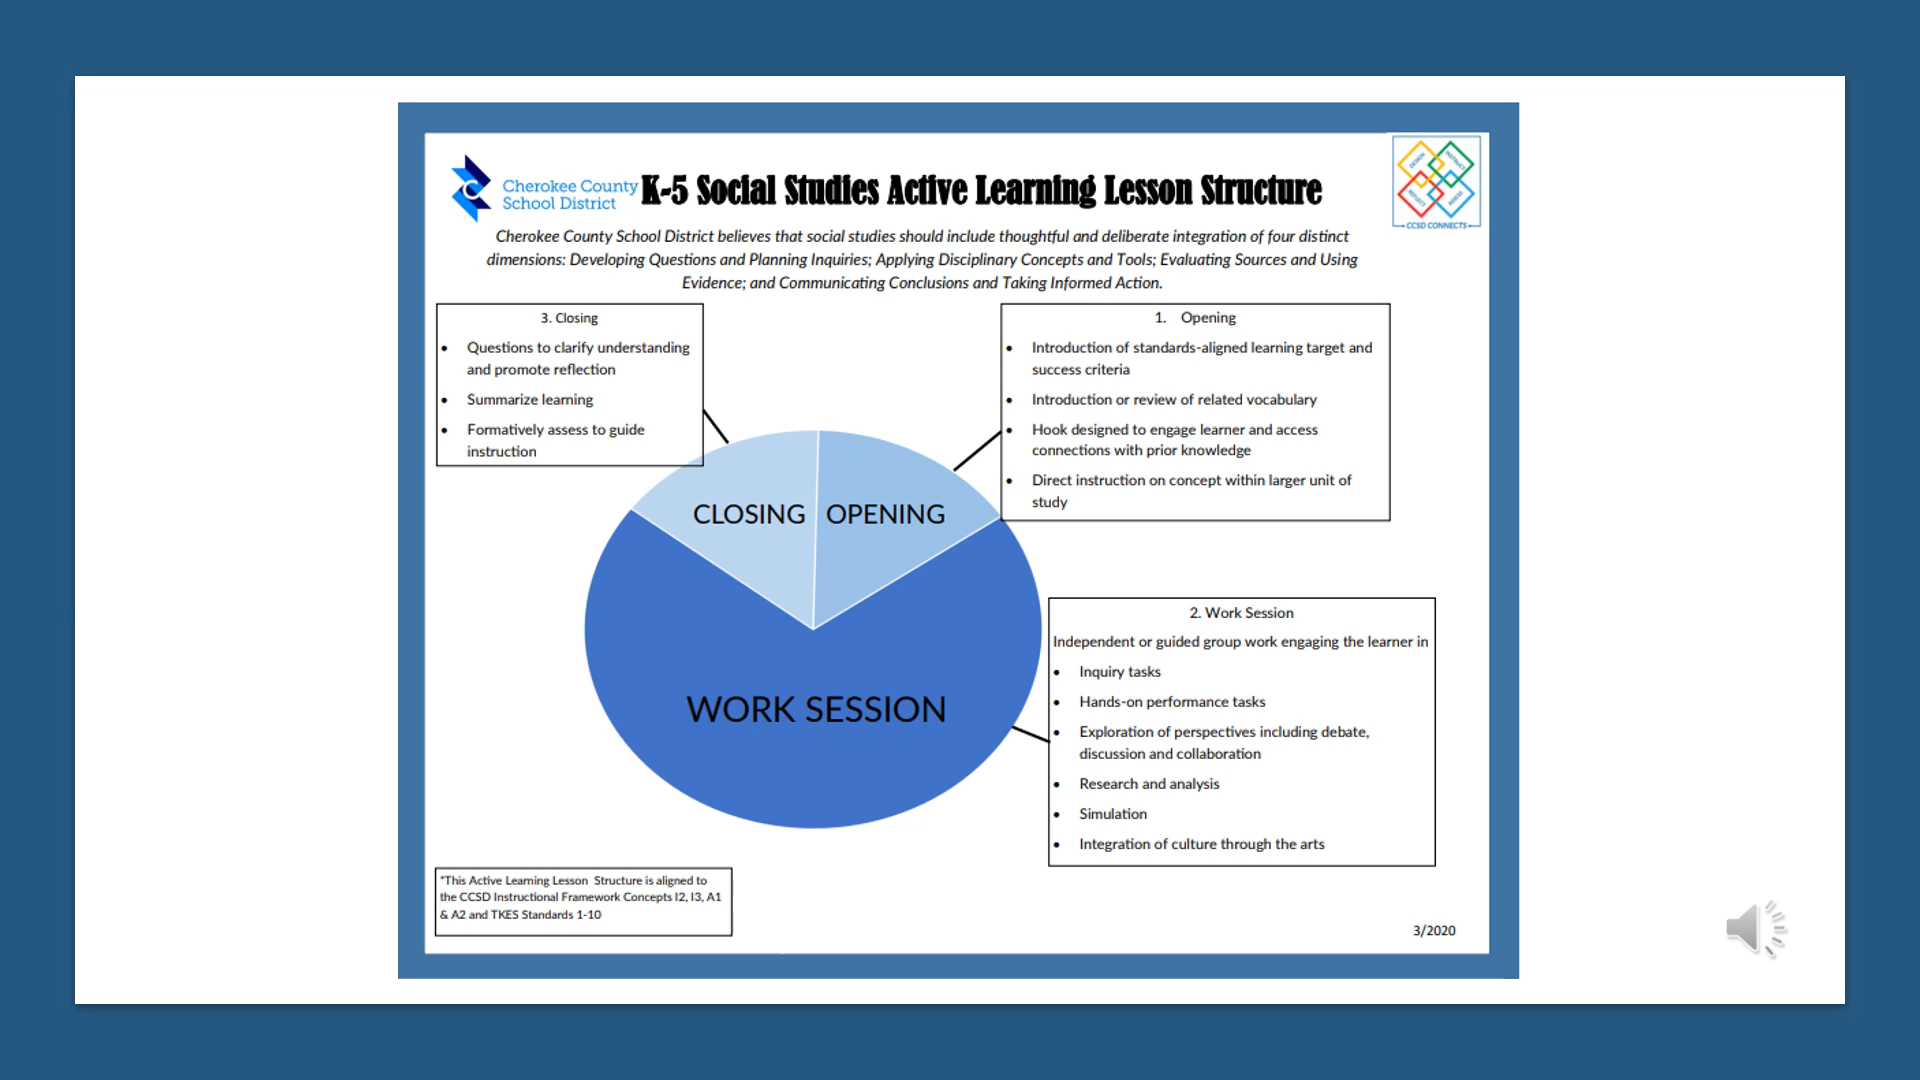 Cherokee County
School District
K-5 Social Studies Active Learning Lesson Structure
DESIGN
INSTRUCT
REFLECT
ASSESS
CCSD CONNECTS
Cherokee County School District believes that social studies should include thoughtful and deliberate integration of four distinct
dimensions: Developing Questions and Planning Inquiries; Applying Disciplinary Concepts and Tools; Evaluating Sources and Using
Evidence; and Communicating Conclusions and Taking Informed Action.
3. Closing
• Questions to clarify understanding
and promote reflection
• Summarize learning
• Formatively assess to guide
instruction
1. Opening
• Introduction of standards-aligned learning target and
success criteria
• Introduction or review of related vocabulary
• Hook designed to engage learner and access
connections with prior knowledge
• Direct instruction on concept within larger unit of
study
CLOSING
OPENING
WORK SESSION
2. Work Session
Independent or guided group work engaging the learner in
• Inquiry tasks
• Hands-on performance tasks
• Exploration of perspectives including debate,
discussion and collaboration
• Research and analysis
• Simulation
• Integration of culture through the arts
*This Active Learning Lesson Structure is aligned to
the CCSD Instructional Framework Concepts I2, I3, A1
& A2 and TKES Standards 1-10
3/2020